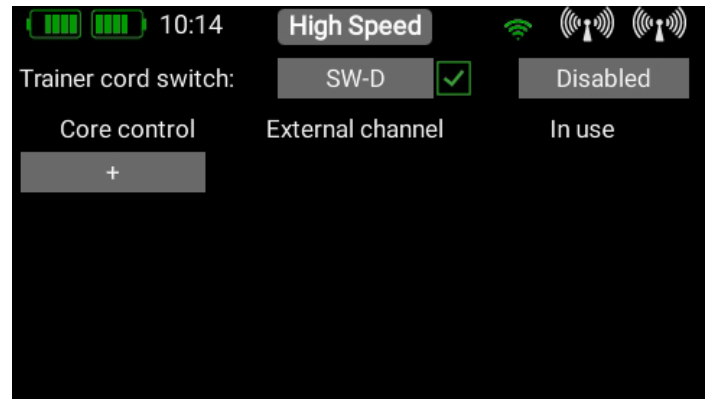 10:14 High Speed
Trainer cord switch: SW-D Disabled
Core control External channel In use
+